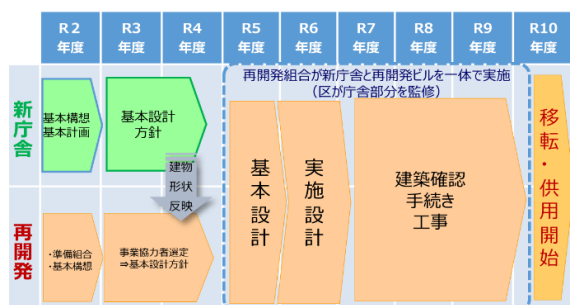 R2
年度
R3
年度
R4
年度
R5
年度
R6
年度
R7
年度
R8
年度
R9
年度
R10
年度
再開発組合が新庁舎と再開発ビルを一体で実施
(区が庁舎部分を監修)
新庁舎
基本構想
基本計画
基本設計
方針
建物
形状
反映
再開発
・準備組合
・基本構想
事業協力者選定
⇒基本設計方針
基本設計
実施設計
建築確認
手続き
工事
移転・供用開始